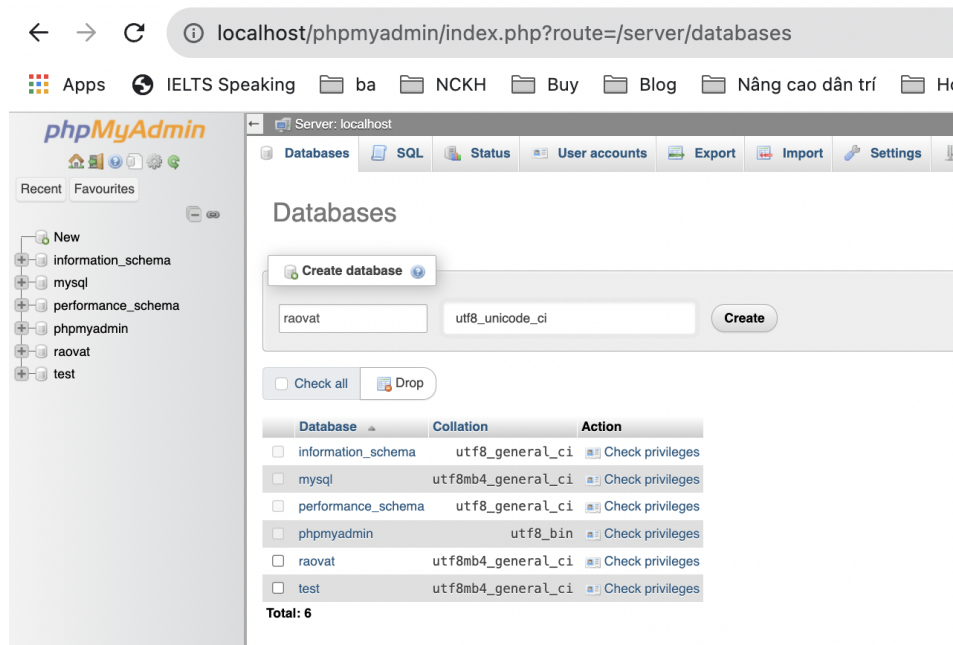 localhost/phpmyadmin/index.php?route=/server/databases
Apps IELTS Speaking ba NCKH Buy Blog Nâng cao dân trí
phpMyAdmin
Recent Favourites
New
information_schema
mysql
performance_schema
phpmyadmin
raovat
test
Server: localhost
Databases SQL Status User accounts Export Import Settings
Databases
Create database
raovat utf8_unicode_ci Create
Check all Drop
Database Collation Action
information_schema utf8_general_ci Check privileges
mysql utf8mb4_general_ci Check privileges
performance_schema utf8_general_ci Check privileges
phpmyadmin utf8_bin Check privileges
raovat utf8mb4_general_ci Check privileges
test utf8mb4_general_ci Check privileges
Total: 6